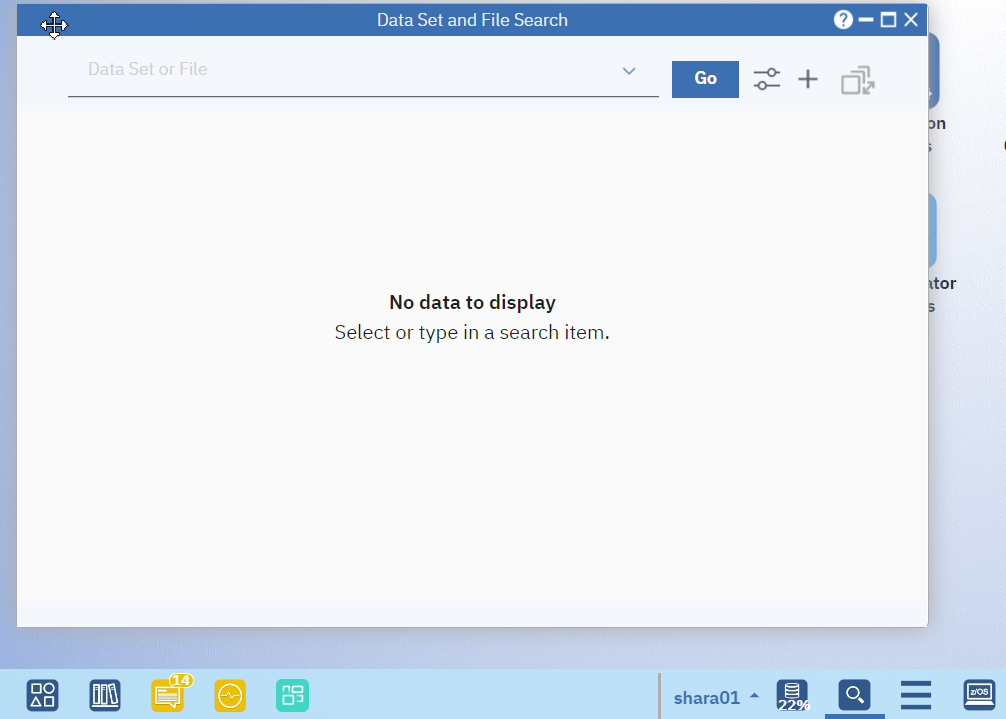 Data Set and File Search
?
Data Set or File
Go
on
s
ator
s
No data to display
Select or type in a search item.
14
shara01
22%
z/OS